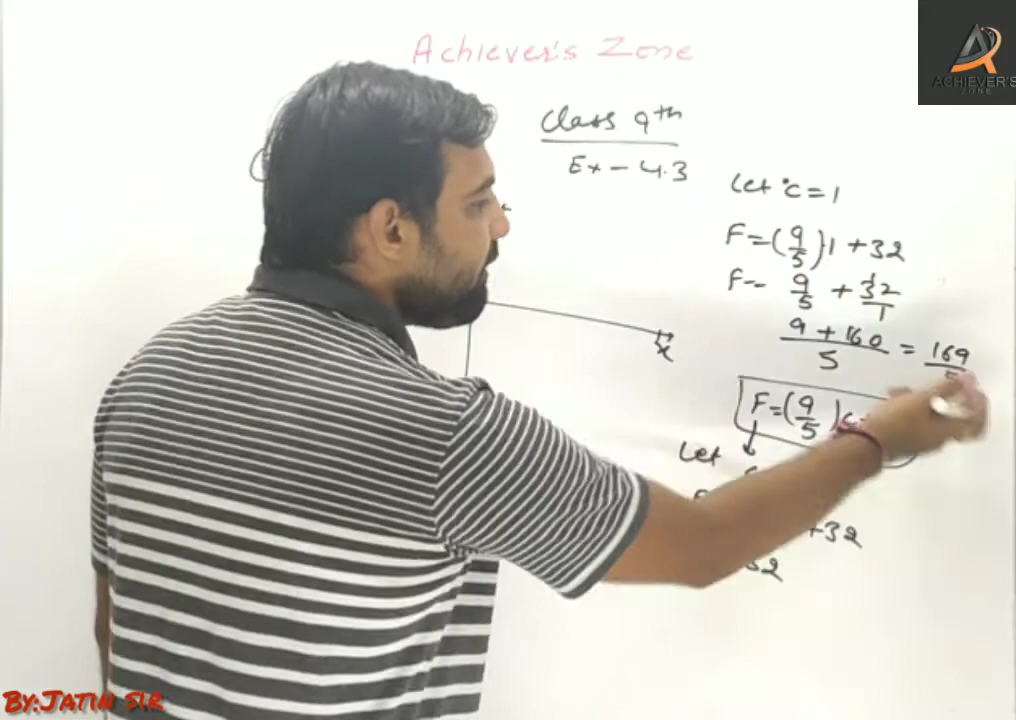 Achiever's Zone
ACHIEVER'S
ZONE
Class 9th
Ex - 4.3
Let °c = 1
F = (9/5) 1 + 32
F = 9/5 + 32/1
9 + 160 / 5 = 169
x
F = (9/5) c
Let
+32
32
By:JATIN SIR